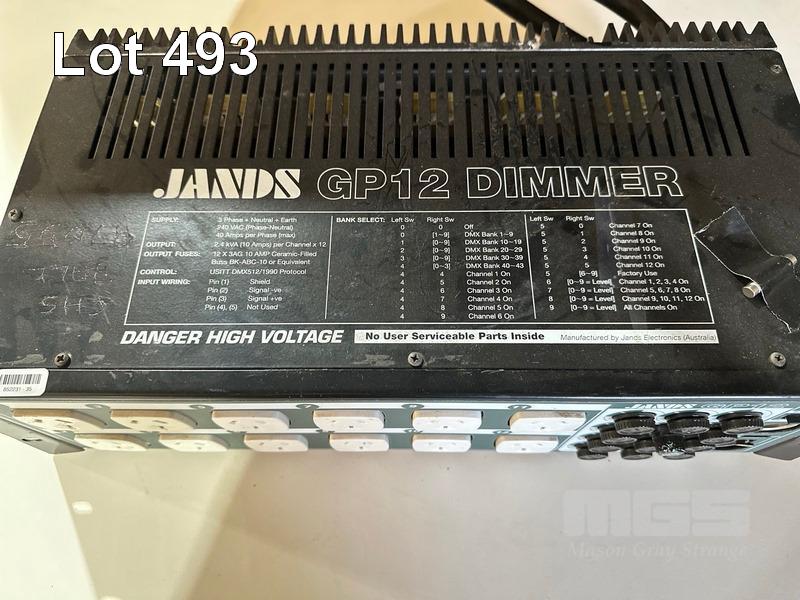 Lot 493
JANDS GP12 DIMMER
SUPPLY: 3 Phase + Neutral + Earth
240 VAC (Phase-Neutral)
40 Amps per Phase (max)
OUTPUT: 2.4 kVA (10 Amps) per Channel x 12
OUTPUT FUSES: 12 X 3AG 10 AMP Ceramic-Filled
Buss BK-ABC-10 or Equivalent
CONTROL: USITT DMX512/1990 Protocol
INPUT WIRING: Pin (1) Shield
Pin (2) Signal -ve
Pin (3) Signal +ve
Pin (4), (5) Not Used
BANK SELECT: Left Sw Right Sw
0 0 Off
0 [1~9] DMX Bank 1~9
1 [0~9] DMX Bank 10~19
2 [0~9] DMX Bank 20~29
3 [0~9] DMX Bank 30~39
4 [0~3] DMX Bank 40~43
4 4 Channel 1 On
4 5 Channel 2 On
4 6 Channel 3 On
4 7 Channel 4 On
4 8 Channel 5 On
4 9 Channel 6 On
Left Sw Right Sw
5 0 Channel 7 On
5 1 Channel 8 On
5 2 Channel 9 On
5 3 Channel 10 On
5 4 Channel 11 On
5 5 Channel 12 On
5 [6~9] Factory Use
6 [0~9 = Level] Channel 1, 2, 3, 4 On
7 [0~9 = Level] Channel 5, 6, 7, 8 On
8 [0~9 = Level] Channel 9, 10, 11, 12 On
9 [0~9 = Level] All Channels On
DANGER HIGH VOLTAGE No User Serviceable Parts Inside Manufactured by Jands Electronics (Australia)
862231-35
MGS
Mason Gray Strange